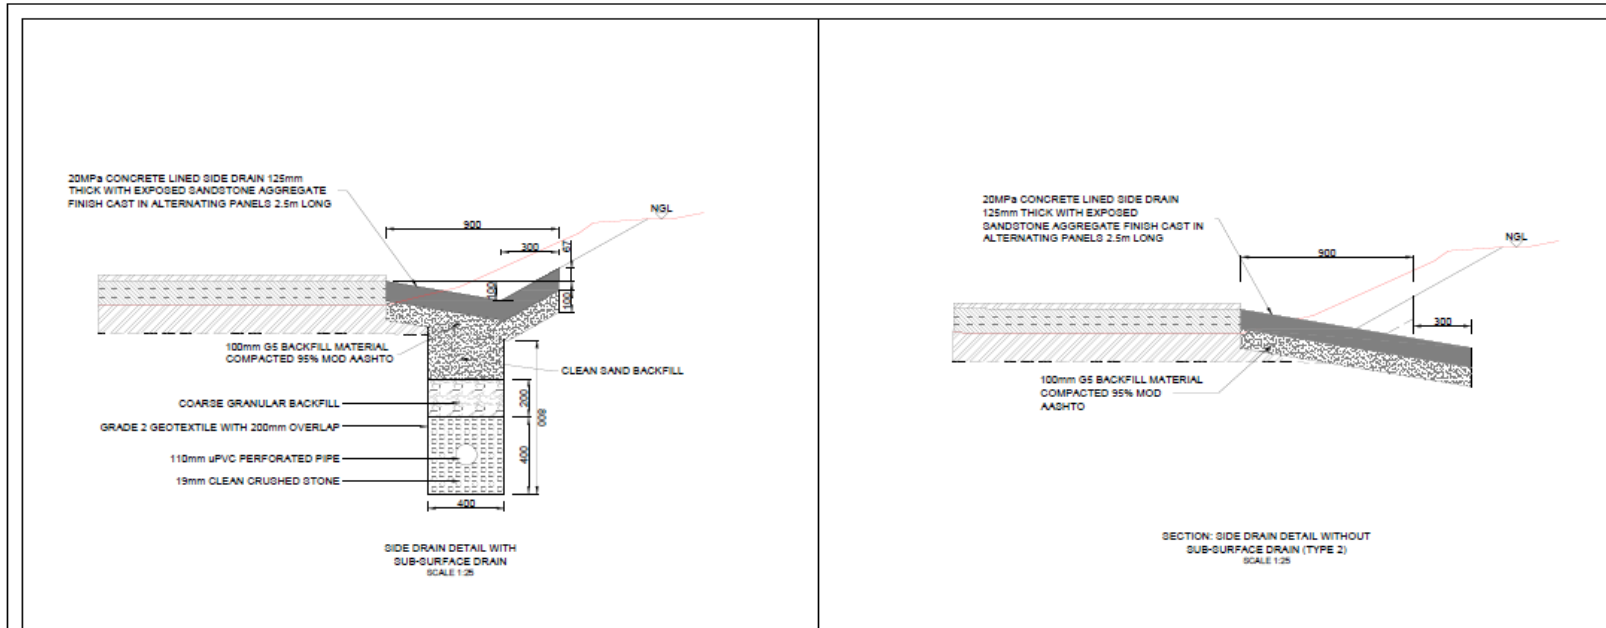 20MPa CONCRETE LINED SIDE DRAIN 125mm
THICK WITH EXPOSED SANDSTONE AGGREGATE
FINISH CAST IN ALTERNATING PANELS 2.5m LONG
NGL
900
300
67
100
100
100mm G5 BACKFILL MATERIAL
COMPACTED 95% MOD AASHTO
CLEAN SAND BACKFILL
COARSE GRANULAR BACKFILL
200
800
GRADE 2 GEOTEXTILE WITH 200mm OVERLAP
110mm uPVC PERFORATED PIPE
400
19mm CLEAN CRUSHED STONE
400
SIDE DRAIN DETAIL WITH
SUB-SURFACE DRAIN
SCALE 1:25
20MPa CONCRETE LINED SIDE DRAIN
125mm THICK WITH EXPOSED
SANDSTONE AGGREGATE FINISH CAST IN
ALTERNATING PANELS 2.5m LONG
NGL
900
300
100mm G5 BACKFILL MATERIAL
COMPACTED 95% MOD
AASHTO
SECTION: SIDE DRAIN DETAIL WITHOUT
SUB-SURFACE DRAIN (TYPE 2)
SCALE 1:25